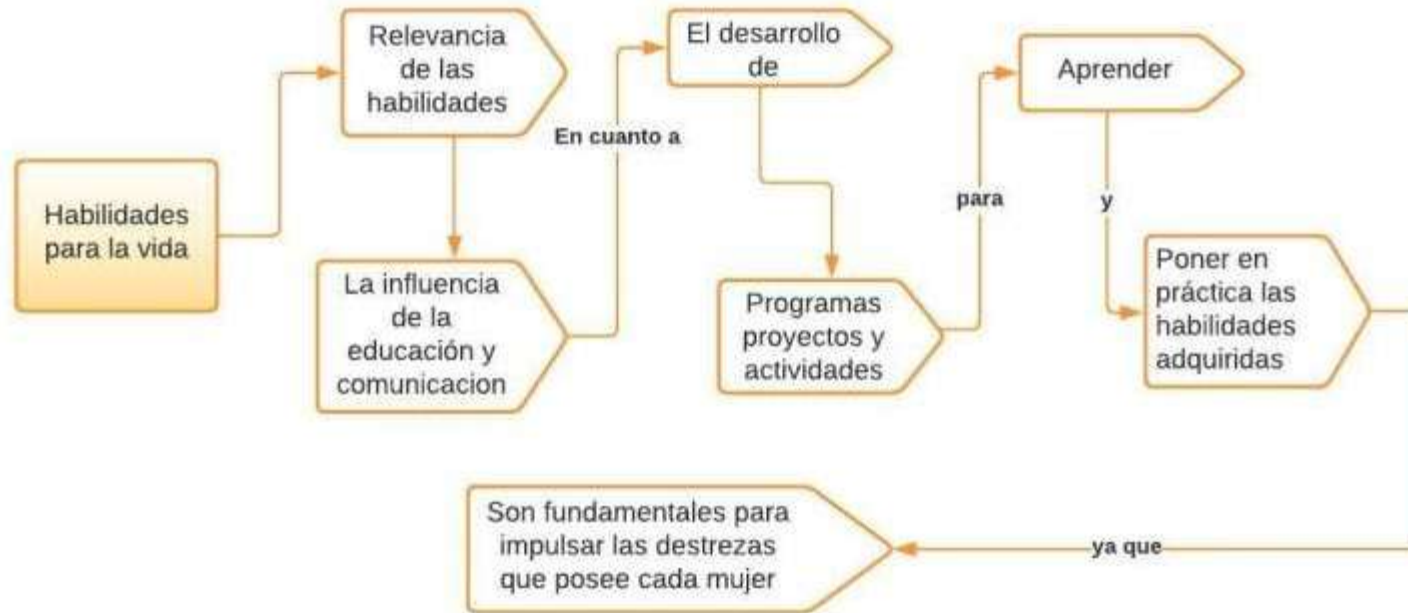 Habilidades
para la vida
Relevancia
de las
habilidades
La influencia
de la
educación y
comunicacion
En cuanto a
El desarrollo
de
Programas
proyectos y
actividades
para
Aprender
y
Poner en
práctica las
habilidades
adquiridas
ya que
Son fundamentales para
impulsar las destrezas
que posee cada mujer